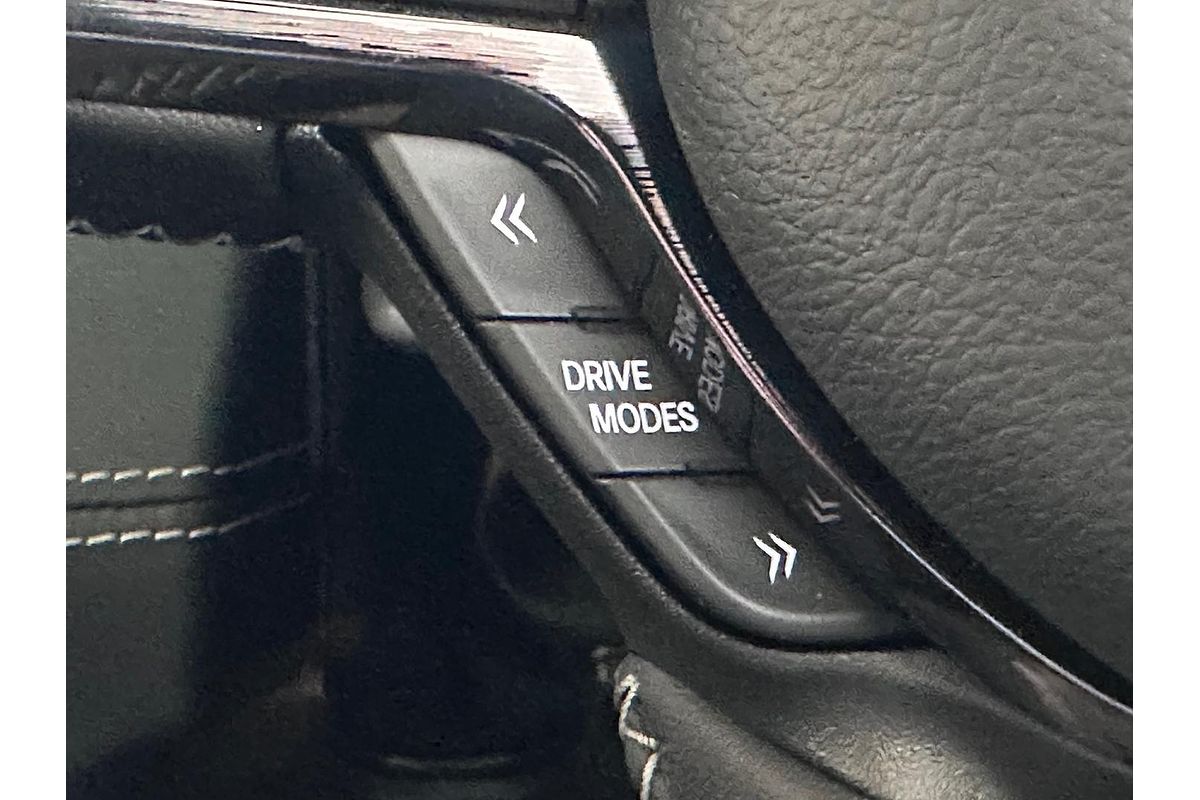 «
DRIVE
MODES
»